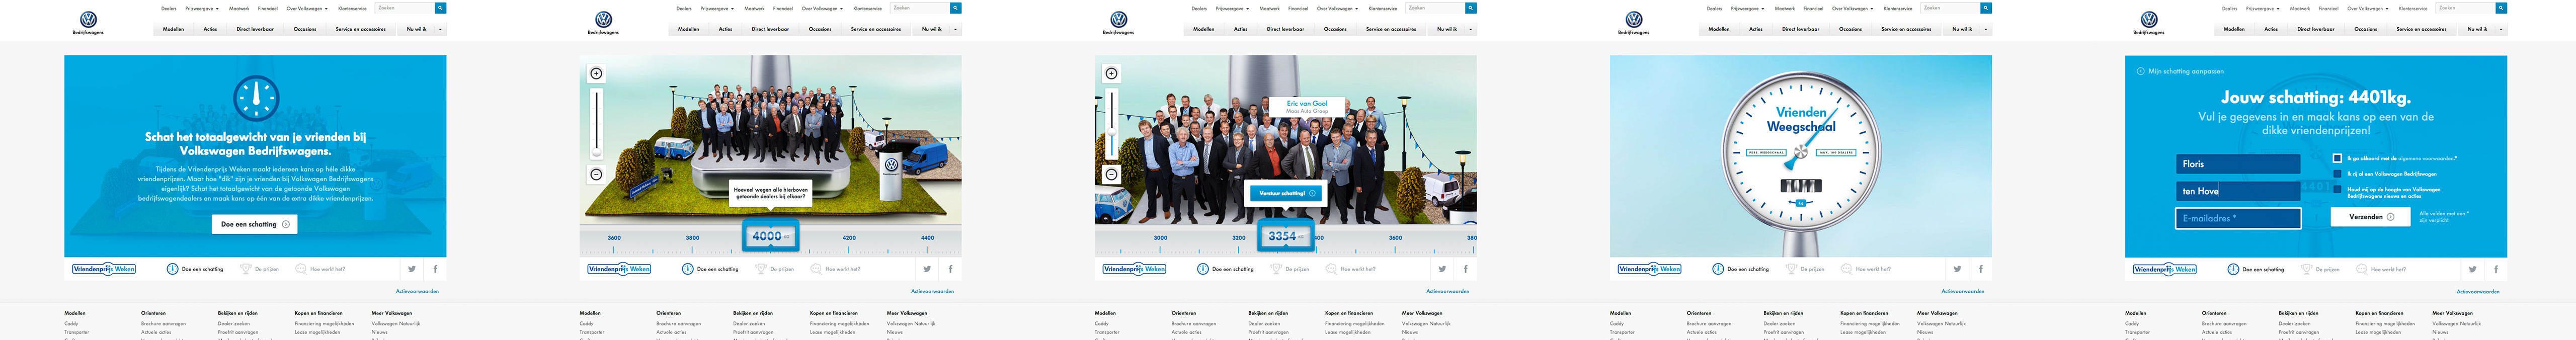 Dealers Prijsweergave Maatwerk Financieel Over Volkswagen Klantenservice Zoeken
Bedrijfswagens
Modellen Acties Direct leverbaar Occasions Service en accessoires Nu wil ik
Schat het totaalgewicht van je vrienden bij
Volkswagen Bedrijfswagens.
Tijdens de Vriendenprijs Weken maakt iedereen kans op héle dikke
vriendenprijzen. Maar hoe "dik" zijn je vrienden bij Volkswagen Bedrijfswagens
eigenlijk? Schat het totaalgewicht van de getoonde Volkswagen
bedrijfswagendealers en maak kans op één van de extra dikke vriendenprijzen.
Doe een schatting
Vriendenprijs Weken Doe een schatting De prijzen Hoe werkt het?
Actievoorwaarden
Modellen Orienteren Bekijken en rijden Kopen en financieren Meer Volkswagen
Caddy Brochure aanvragen Dealer zoeken Financiering mogelijkheden Volkswagen Natuurlijk
Transporter Actuele acties Proefrit aanvragen Lease mogelijkheden Nieuws
Dealers Prijsweergave Maatwerk Financieel Over Volkswagen Klantenservice Zoeken
Bedrijfswagens
Modellen Acties Direct leverbaar Occasions Service en accessoires Nu wil ik
Hoeveel wegen alle hierboven
getoonde dealers bij elkaar?
3600 3800 4000 KG 4200 4400
Vriendenprijs Weken Doe een schatting De prijzen Hoe werkt het?
Actievoorwaarden
Modellen Orienteren Bekijken en rijden Kopen en financieren Meer Volkswagen
Caddy Brochure aanvragen Dealer zoeken Financiering mogelijkheden Volkswagen Natuurlijk
Transporter Actuele acties Proefrit aanvragen Lease mogelijkheden Nieuws
Dealers Prijsweergave Maatwerk Financieel Over Volkswagen Klantenservice Zoeken
Bedrijfswagens
Modellen Acties Direct leverbaar Occasions Service en accessoires Nu wil ik
Eric van Gool
Maas Auto Groep
Verstuur schatting!
3000 3200 3354 KG 3600
Vriendenprijs Weken Doe een schatting De prijzen Hoe werkt het?
Actievoorwaarden
Modellen Orienteren Bekijken en rijden Kopen en financieren Meer Volkswagen
Caddy Brochure aanvragen Dealer zoeken Financiering mogelijkheden Volkswagen Natuurlijk
Transporter Actuele acties Proefrit aanvragen Lease mogelijkheden Nieuws
Dealers Prijsweergave Maatwerk Financieel Over Volkswagen Klantenservice Zoeken
Bedrijfswagens
Modellen Acties Direct leverbaar Occasions Service en accessoires Nu wil ik
Vrienden
Weegschaal
kg
Vriendenprijs Weken Doe een schatting De prijzen Hoe werkt het?
Actievoorwaarden
Modellen Orienteren Bekijken en rijden Kopen en financieren Meer Volkswagen
Caddy Brochure aanvragen Dealer zoeken Financiering mogelijkheden Volkswagen Natuurlijk
Transporter Actuele acties Proefrit aanvragen Lease mogelijkheden Nieuws
Dealers Prijsweergave Maatwerk Financieel Over Volkswagen Klantenservice Zoeken
Bedrijfswagens
Modellen Acties Direct leverbaar Occasions Service en accessoires Nu wil ik
Mijn schatting aanpassen
Jouw schatting: 4401kg.
Vul je gegevens in en maak kans op een van de
dikke vriendenprijzen!
Floris
ten Hove
E-mailadres *
Ik ga akkoord met de algemene voorwaarden.*
Ik rij al een Volkswagen Bedrijfswagen
Houd mij op de hoogte van Volkswagen
Bedrijfswagens nieuws en acties
Verzenden
Alle velden met een *
zijn verplicht
Vriendenprijs Weken Doe een schatting De prijzen Hoe werkt het?
Actievoorwaarden
Modellen Orienteren Bekijken en rijden Kopen en financieren Meer Volkswagen
Caddy Brochure aanvragen Dealer zoeken Financiering mogelijkheden Volkswagen Natuurlijk
Transporter Actuele acties Proefrit aanvragen Lease mogelijkheden Nieuws